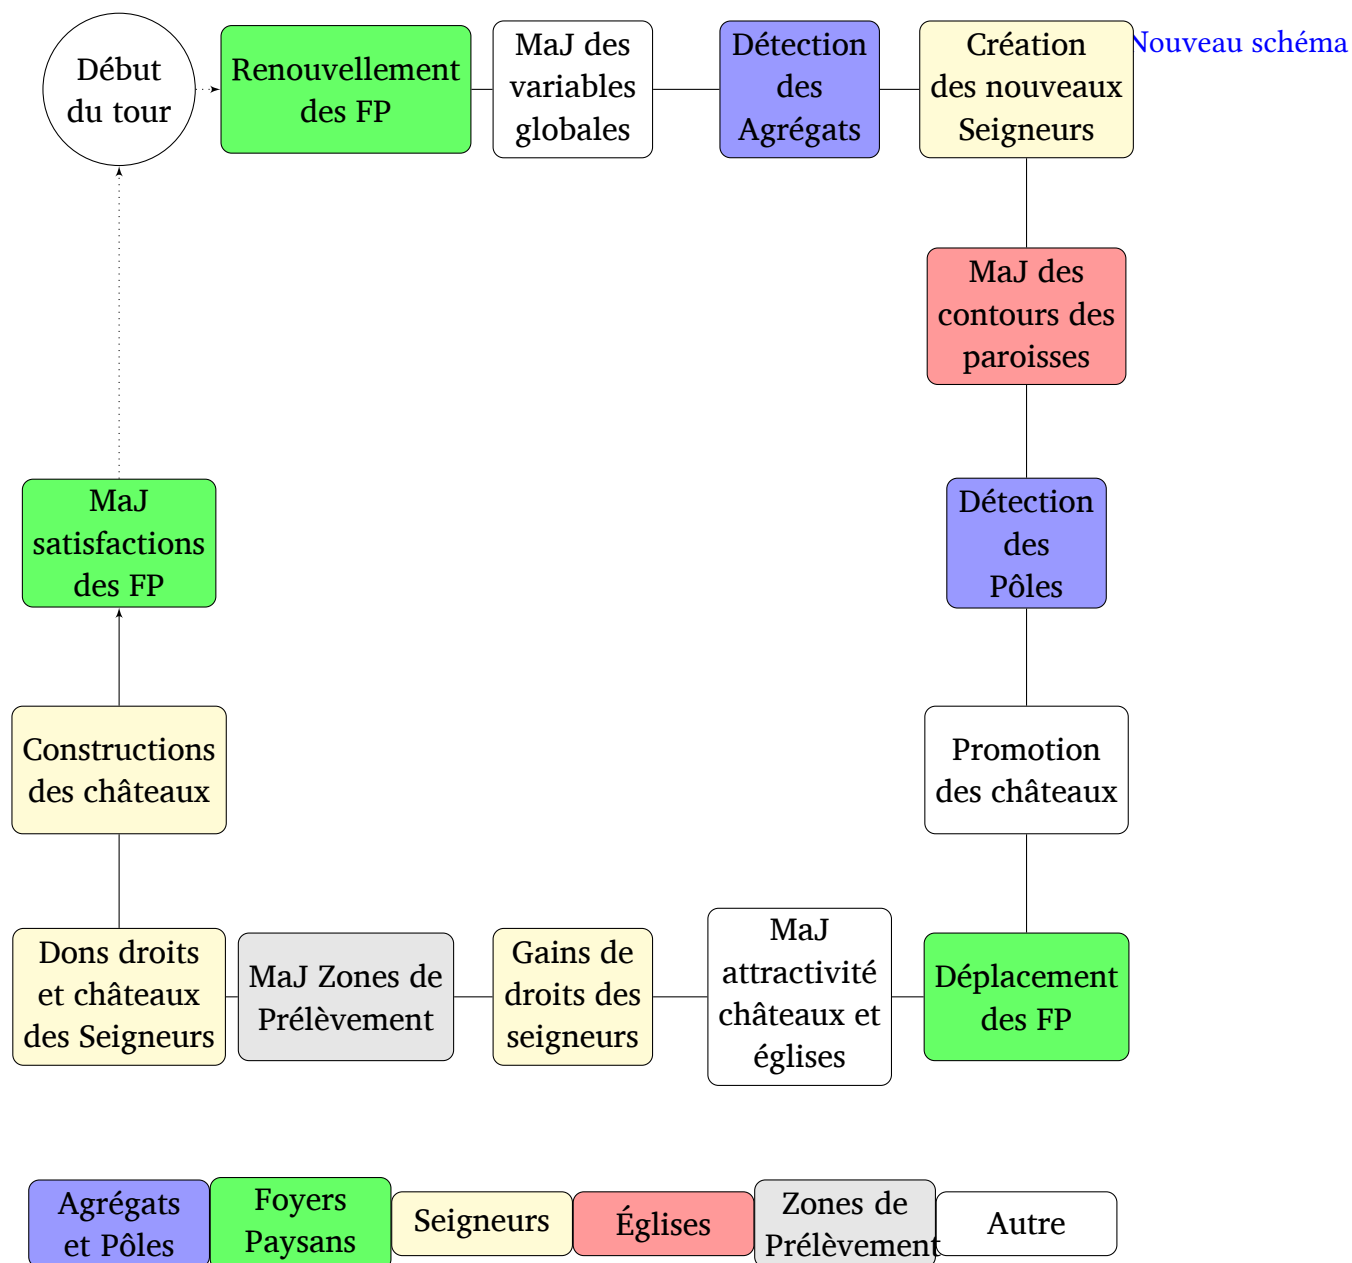 Début
du tour
Renouvellement
des FP
MaJ des
variables
globales
Détection
des
Agrégats
Création
des nouveaux
Seigneurs
Nouveau schéma
MaJ des
contours des
paroisses
Détection
des
Pôles
Promotion
des châteaux
Déplacement
des FP
MaJ
attractivité
châteaux et
églises
Gains de
droits des
seigneurs
MaJ Zones de
Prélèvement
Dons droits
et châteaux
des Seigneurs
Constructions
des châteaux
MaJ
satisfactions
des FP
Agrégats
et Pôles
Foyers
Paysans
Seigneurs
Églises
Zones de
Prélèvement
Autre